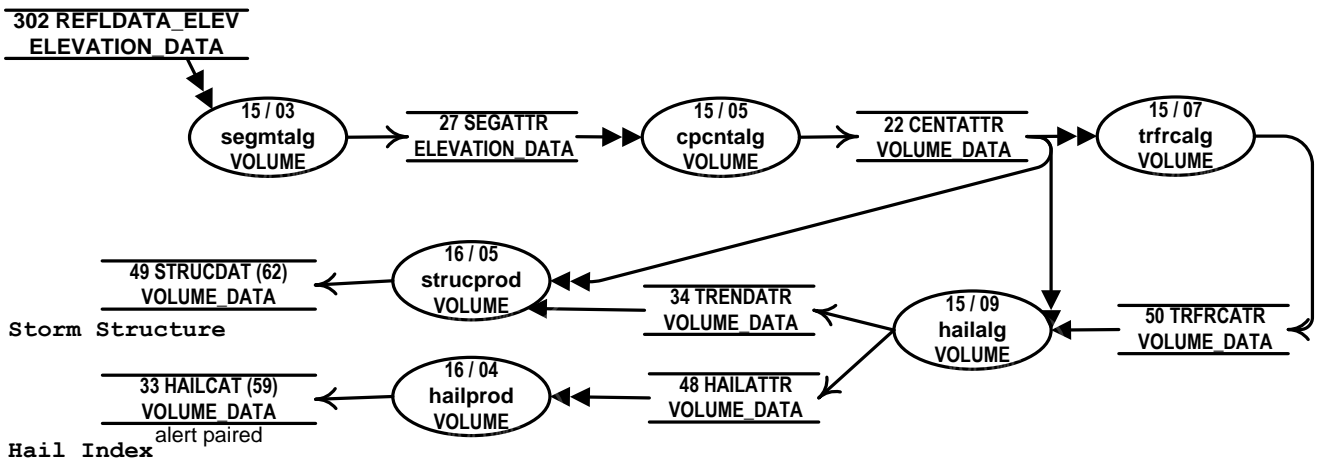 302 REFLDATA_ELEV
ELEVATION_DATA
15 / 03
segmtalg
VOLUME
27 SEGATTR
ELEVATION_DATA
15 / 05
cpcntalg
VOLUME
22 CENTATTR
VOLUME_DATA
15 / 07
trfrcalg
VOLUME
49 STRUCDAT (62)
VOLUME_DATA
Storm Structure
16 / 05
strucprod
VOLUME
34 TRENDATR
VOLUME_DATA
15 / 09
hailalg
VOLUME
50 TRFRCATR
VOLUME_DATA
33 HAILCAT (59)
VOLUME_DATA
alert paired
Hail Index
16 / 04
hailprod
VOLUME
48 HAILATTR
VOLUME_DATA